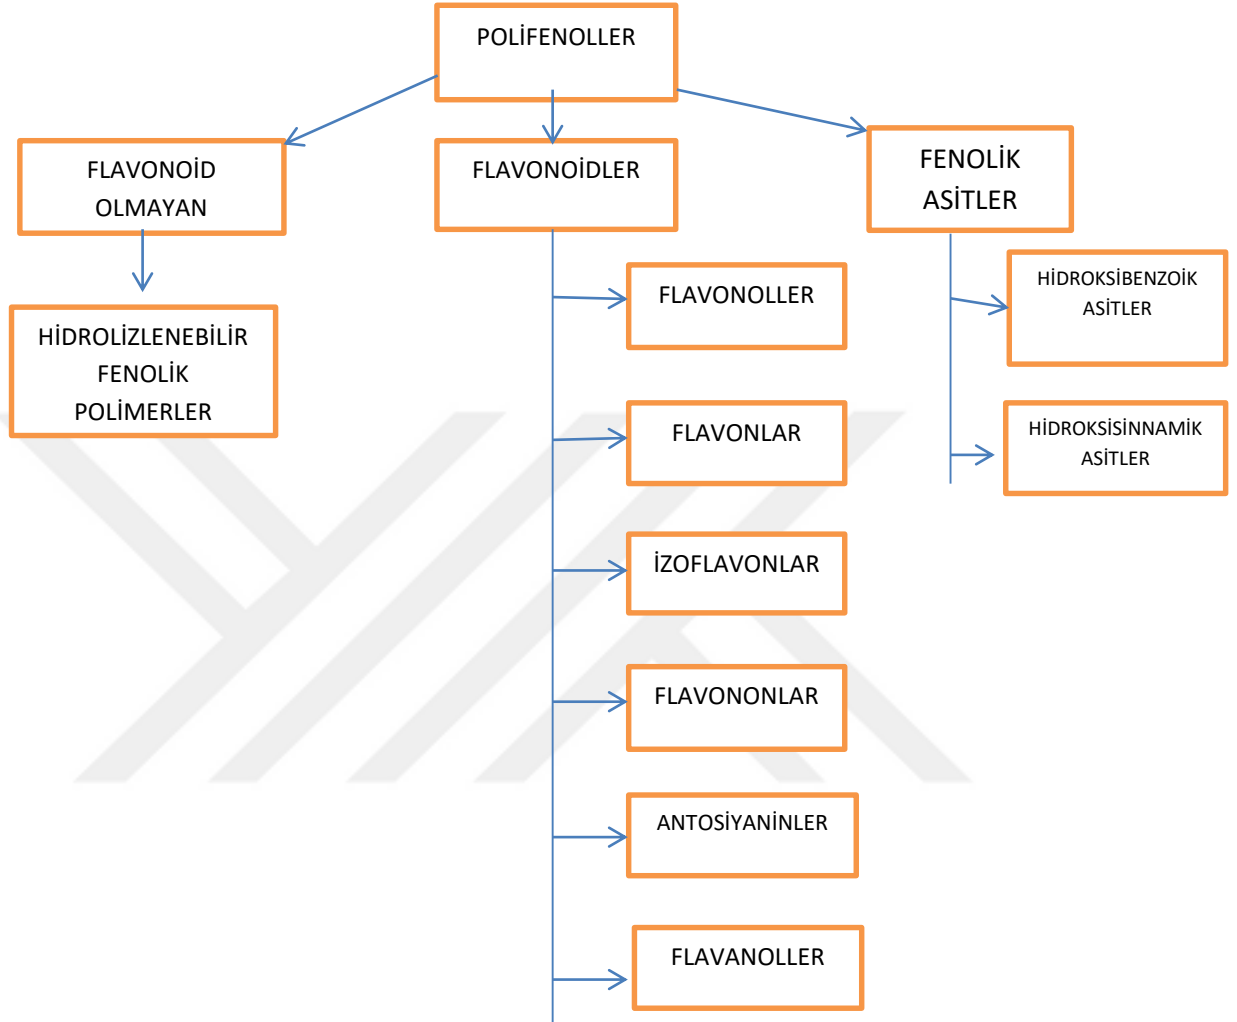 POLİFENOLLER
FLAVONOİD
OLMAYAN
FLAVONOİDLER
FENOLİK
ASİTLER
HİDROLİZLENEBİLİR
FENOLİK
POLİMERLER
FLAVONOLLER
FLAVONLAR
İZOFLAVONLAR
FLAVONONLAR
ANTOSİYANİNLER
FLAVANOLLER
HİDROKSİBENZOİK
ASİTLER
HİDROKSİSİNNAMİK
ASİTLER